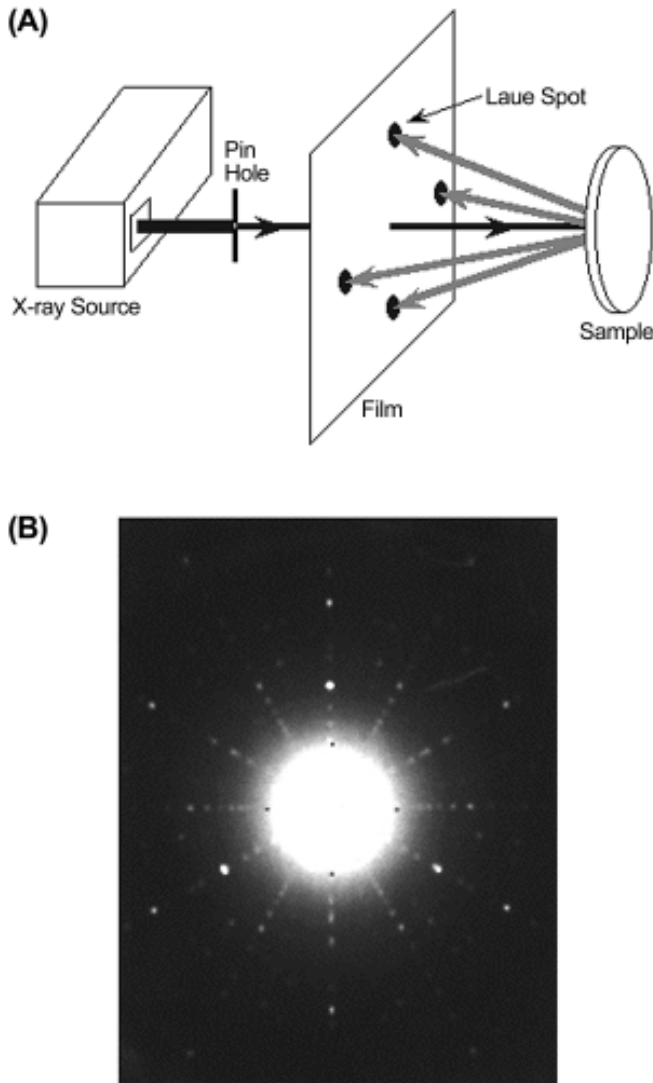 (A)
Laue Spot
Pin
Hole
X-ray Source
Sample
Film
(B)